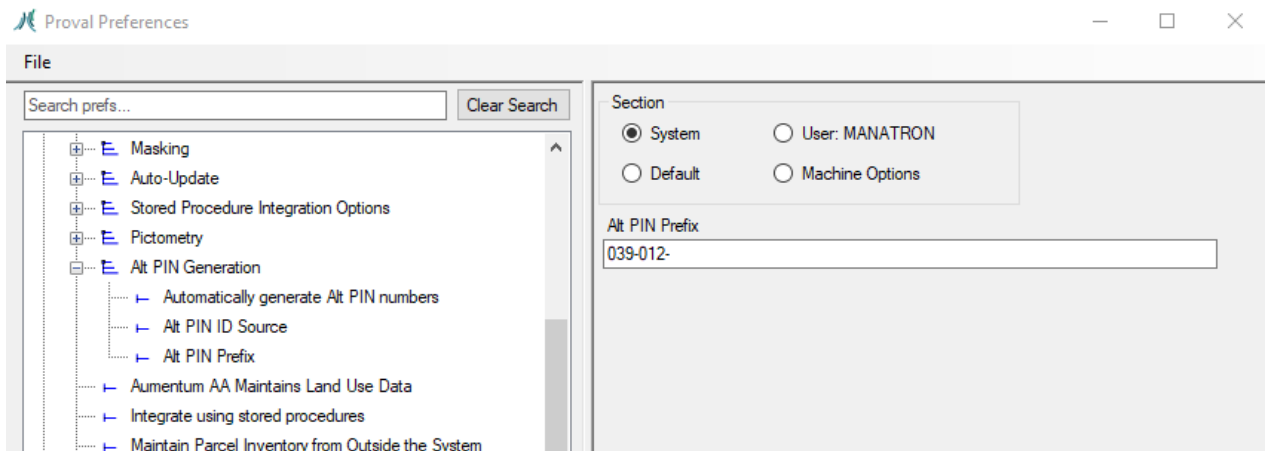 Proval Preferences
File
Search prefs...
Clear Search
Masking
Auto-Update
Stored Procedure Integration Options
Pictometry
Alt PIN Generation
Automatically generate Alt PIN numbers
Alt PIN ID Source
Alt PIN Prefix
Aumentum AA Maintains Land Use Data
Integrate using stored procedures
Maintain Parcel Inventory from Outside the System
Section
System
User: MANATRON
Default
Machine Options
Alt PIN Prefix
039-012-